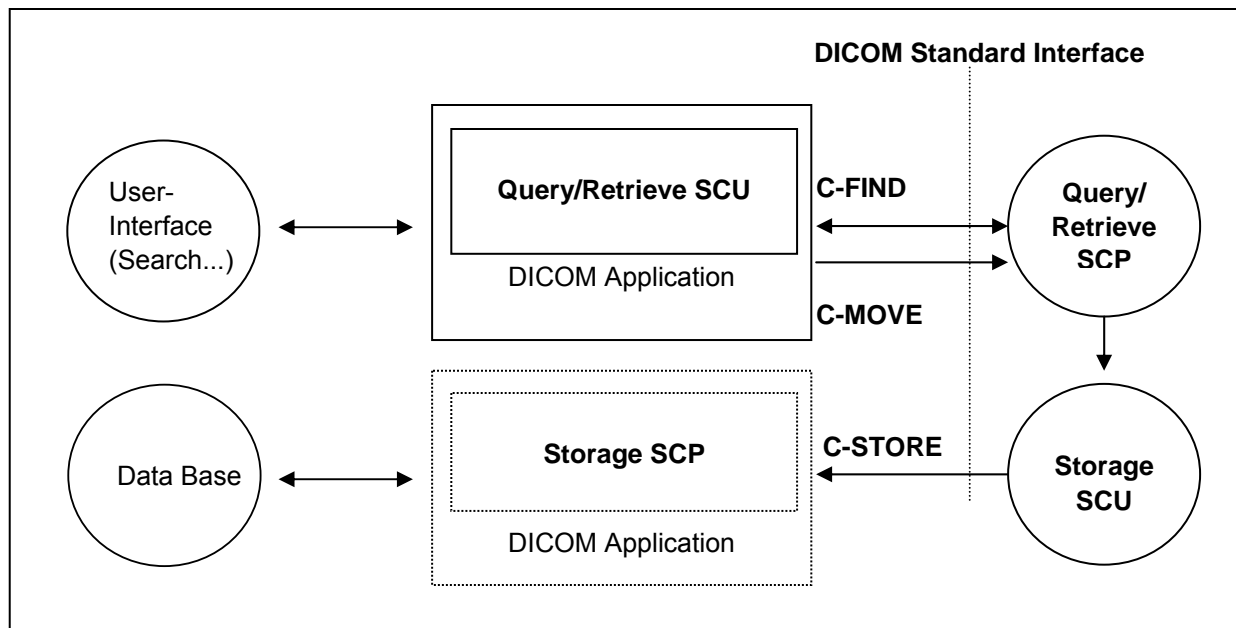 DICOM Standard Interface
User-
Interface
(Search...)
Query/Retrieve SCU
DICOM Application
C-FIND
C-MOVE
Query/
Retrieve
SCP
Data Base
Storage SCP
DICOM Application
C-STORE
Storage
SCU